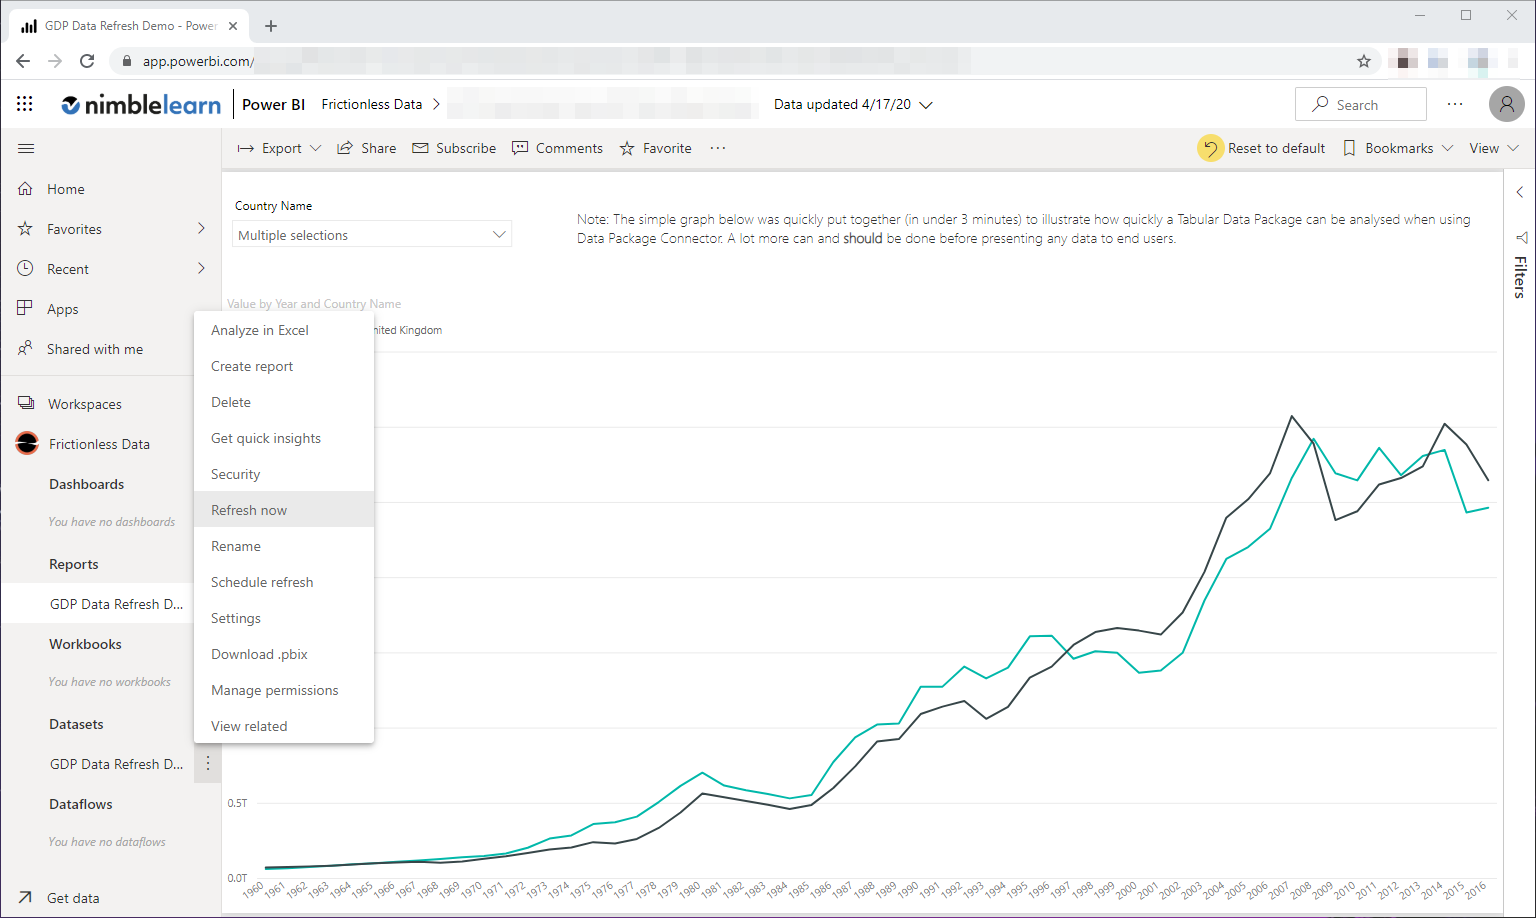 GDP Data Refresh Demo - Power
app.powerbi.com/
nimblelearn Power BI Frictionless Data Data updated 4/17/20 Search
Export Share Subscribe Comments Favorite Reset to default Bookmarks View
Home
Favorites
Recent
Apps
Shared with me
Workspaces
Frictionless Data
Dashboards
You have no dashboards
Reports
GDP Data Refresh D...
Workbooks
You have no workbooks
Datasets
GDP Data Refresh D...
Dataflows
You have no dataflows
Get data
Analyze in Excel
Create report
Delete
Get quick insights
Security
Refresh now
Rename
Schedule refresh
Settings
Download .pbix
Manage permissions
View related
Country Name
Multiple selections
Note: The simple graph below was quickly put together (in under 3 minutes) to illustrate how quickly a Tabular Data Package can be analysed when using
Data Package Connector. A lot more can and should be done before presenting any data to end users.
Filters
Value by Year and Country Name
nited Kingdom
0.5T
0.0T
1960 1961 1962 1963 1964 1965 1966 1967 1968 1969 1970 1971 1972 1973 1974 1975 1976 1977 1978 1979 1980 1981 1982 1983 1984 1985 1986 1987 1988 1989 1990 1991 1992 1993 1994 1995 1996 1997 1998 1999 2000 2001 2002 2003 2004 2005 2006 2007 2008 2009 2010 2011 2012 2013 2014 2015 2016